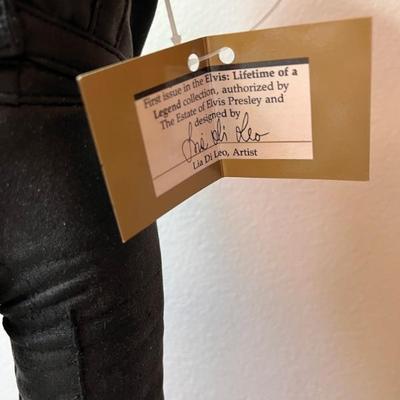 First issue in the Elvis: Lifetime of a
Legend collection, authorized by
The Estate of Elvis Presley and
designed by
Lia Di Leo
Lia Di Leo, Artist